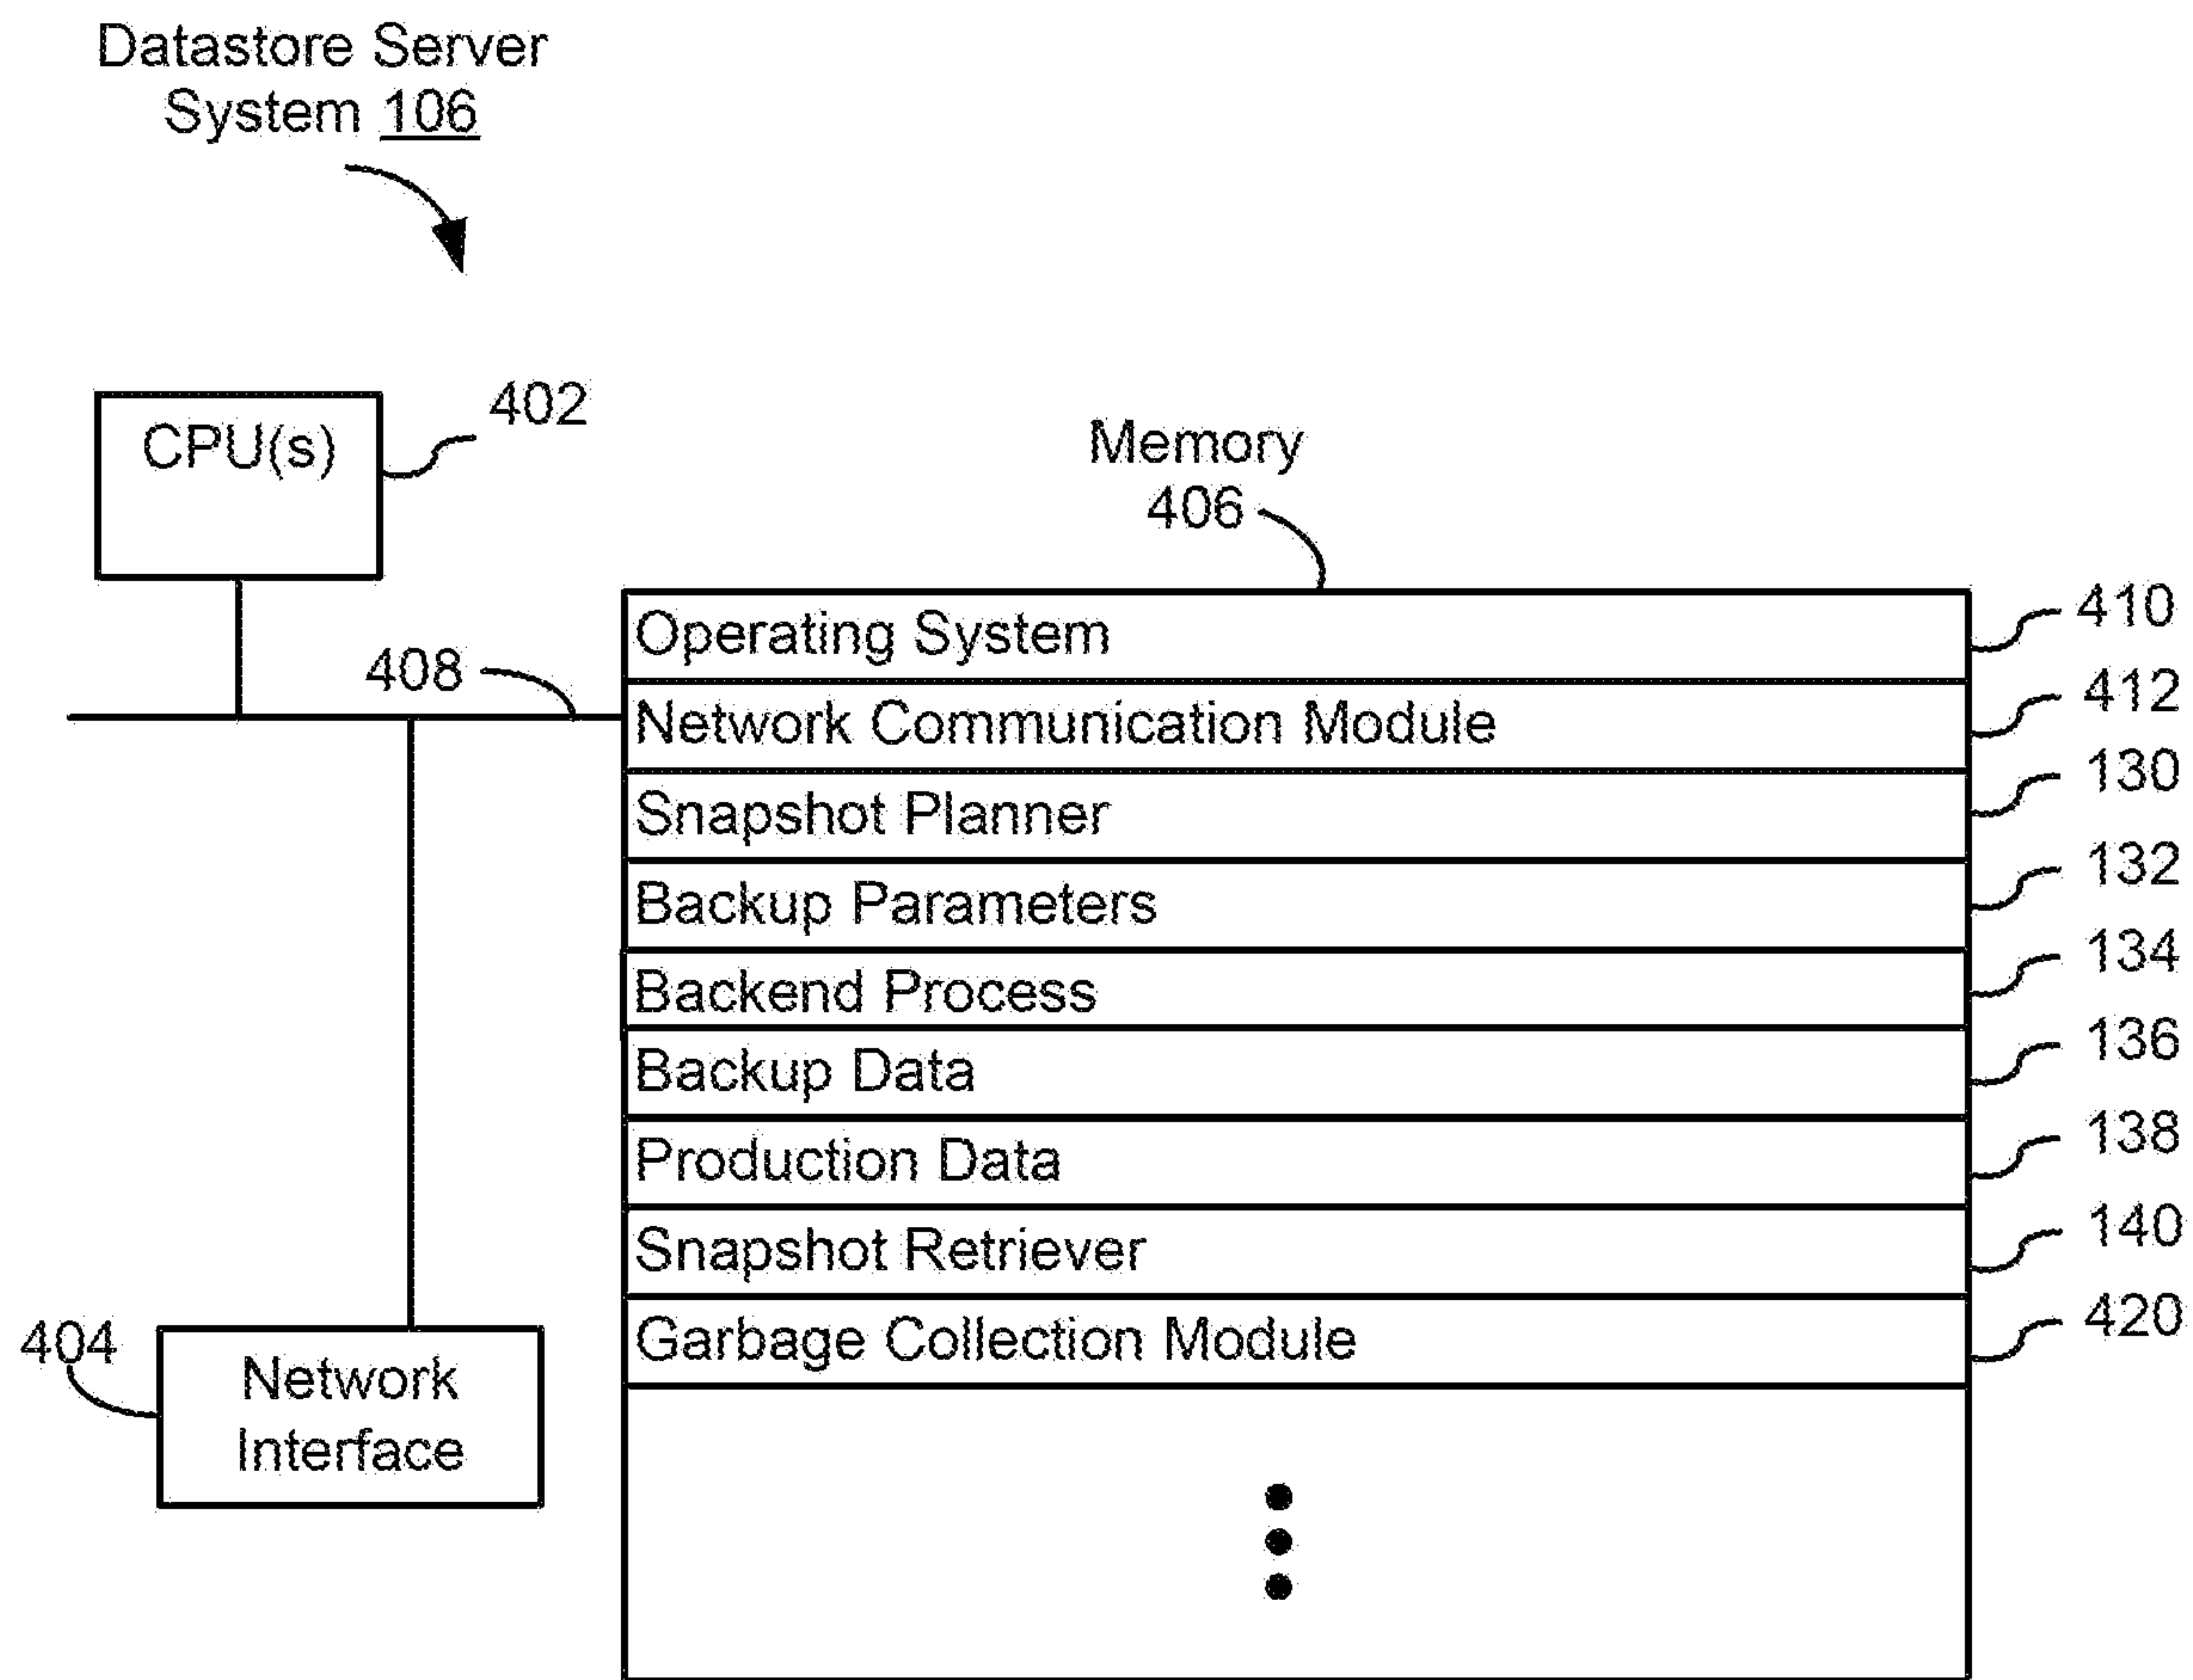 Datastore Server
System 106
CPU(s)
402
Memory
406
408
Operating System
410
Network Communication Module
412
Snapshot Planner
130
Backup Parameters
132
Backend Process
134
Backup Data
136
Production Data
138
Snapshot Retriever
140
Garbage Collection Module
420
404
Network
Interface